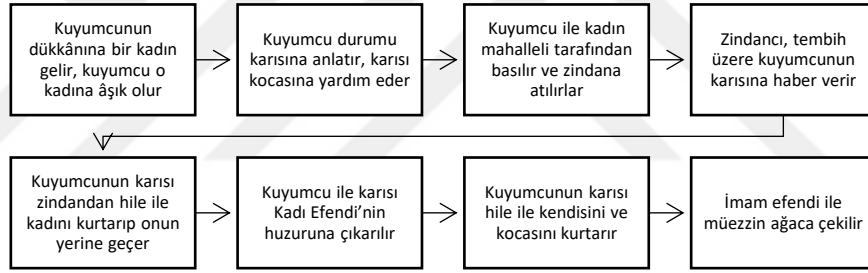 Kuyumcunun
dükkânına bir kadın
gelir, kuyumcu o
kadına âşık olur
Kuyumcu durumu
karısına anlatır, karısı
kocasına yardım eder
Kuyumcu ile kadın
mahalleli tarafından
basılır ve zindana
atılırlar
Zindancı, tembih
üzere kuyumcunun
karısına haber verir
Kuyumcunun karısı
zindandan hile ile
kadını kurtarıp onun
yerine geçer
Kuyumcu ile karısı
Kadı Efendi’nin
huzuruna çıkarılır
Kuyumcunun karısı
hile ile kendisini ve
kocasını kurtarır
İmam efendi ile
müezzin ağaca çekilir